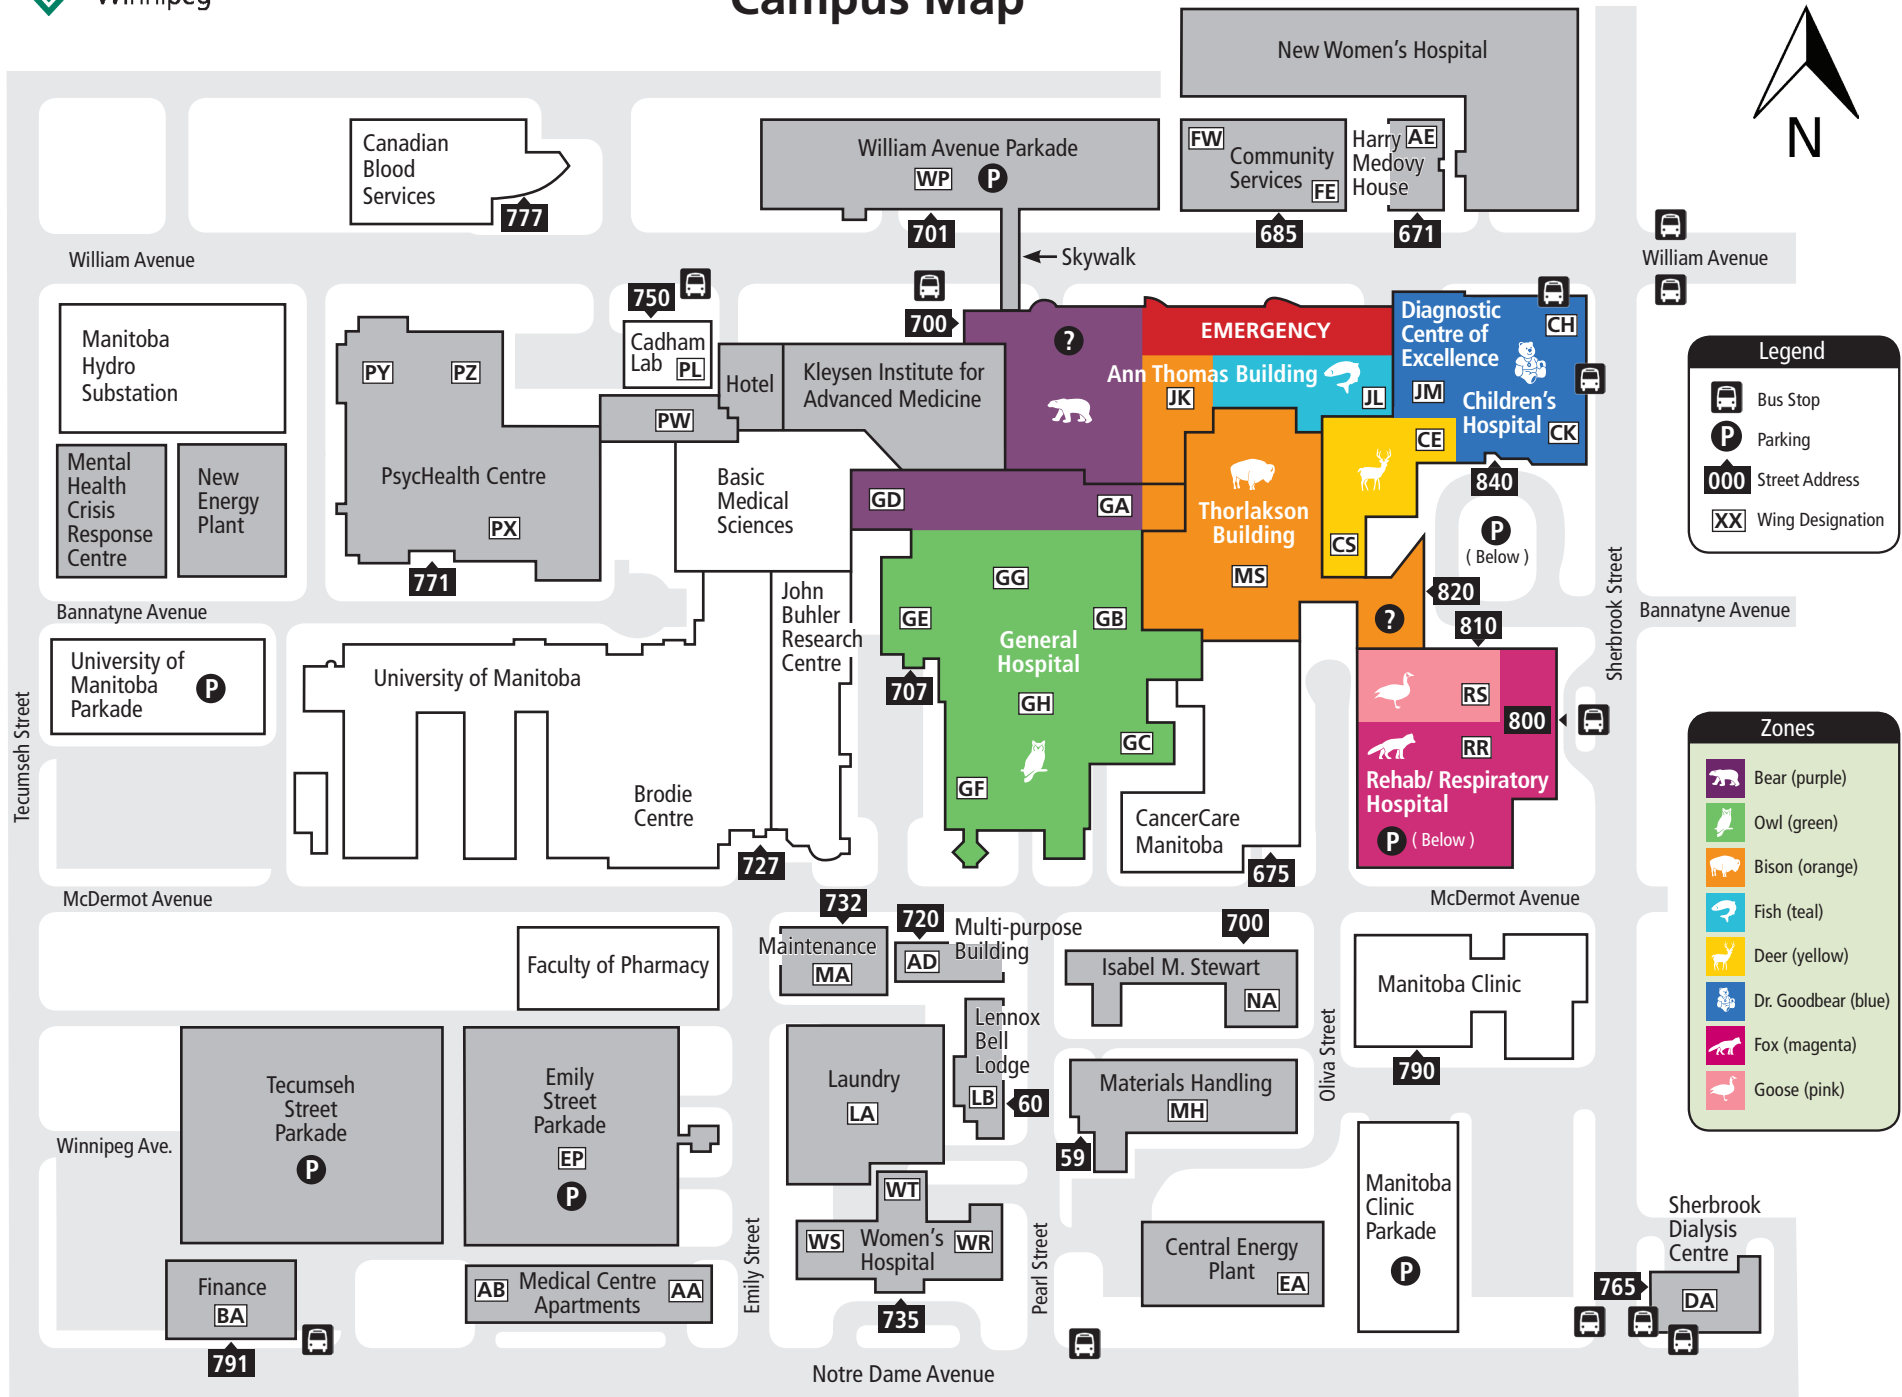 Winnipeg
Campus Map
New Women's Hospital
N
Canadian
Blood
Services
777
William Avenue Parkade
WP
P
701
FW
Community
Services
FE
685
Harry
AE
Medovy
House
671
William Avenue
Skywalk
William Avenue
Manitoba
Hydro
Substation
750
Cadham
Lab
PL
700
?
EMERGENCY
Diagnostic
Centre of
Excellence
CH
JM
Children's
Hospital
CK
840
Ann Thomas Building
JK
JL
CE
PY
PZ
Hotel
Kleysen Institute for
Advanced Medicine
PW
PsycHealth Centre
PX
771
Mental
Health
Crisis
Response
Centre
New
Energy
Plant
Basic
Medical
Sciences
GD
GA
Thorlakson
Building
MS
CS
P
( Below )
820
810
?
Legend
Bus Stop
P
Parking
000
Street Address
XX
Wing Designation
Bannatyne Avenue
Bannatyne Avenue
Sherbrook Street
Tecumseh Street
University of
Manitoba
Parkade
P
University of Manitoba
Brodie
Centre
727
John
Buhler
Research
Centre
GG
GE
GB
General
Hospital
707
GH
GC
GF
CancerCare
Manitoba
675
RS
800
RR
Rehab/ Respiratory
Hospital
P
( Below )
Zones
Bear (purple)
Owl (green)
Bison (orange)
Fish (teal)
Deer (yellow)
Dr. Goodbear (blue)
Fox (magenta)
Goose (pink)
McDermot Avenue
McDermot Avenue
Faculty of Pharmacy
732
Maintenance
MA
720
AD
Multi-purpose
Building
700
Isabel M. Stewart
NA
Manitoba Clinic
790
Oliva Street
Tecumseh
Street
Parkade
P
Emily
Street
Parkade
EP
P
Laundry
LA
Lennox
Bell
Lodge
LB
60
Materials Handling
MH
59
Winnipeg Ave.
Manitoba
Clinic
Parkade
P
WT
WS
Women's
Hospital
WR
735
Emily Street
Pearl Street
Central Energy
Plant
EA
Sherbrook
Dialysis
Centre
765
DA
Finance
BA
791
AB
Medical Centre
Apartments
AA
Notre Dame Avenue